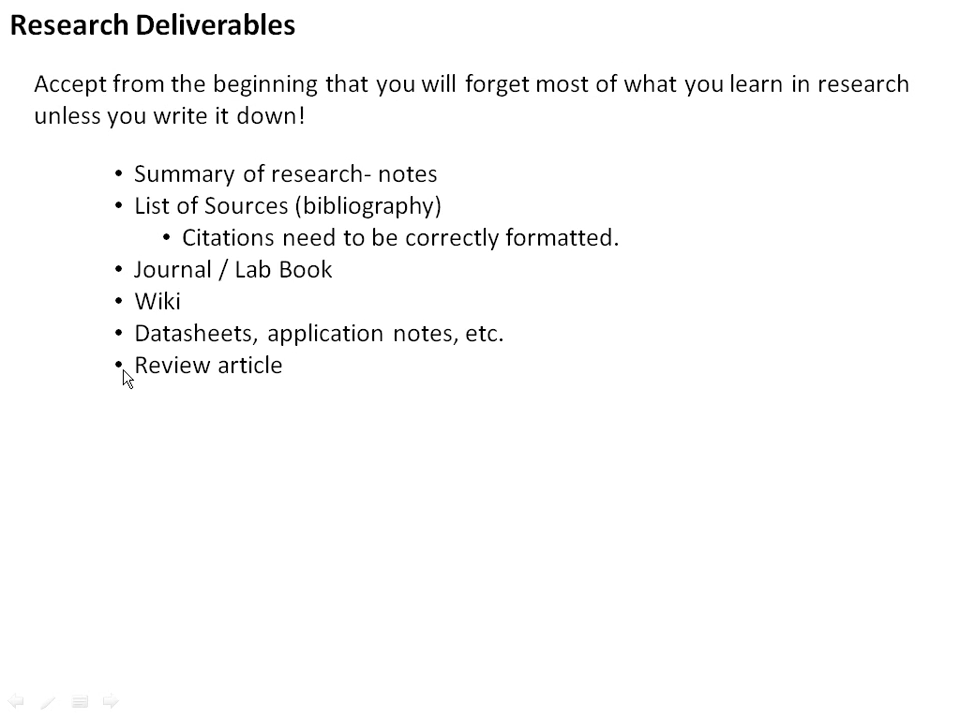 Research Deliverables
Accept from the beginning that you will forget most of what you learn in research
unless you write it down!
• Summary of research- notes
• List of Sources (bibliography)
• Citations need to be correctly formatted.
• Journal / Lab Book
• Wiki
• Datasheets, application notes, etc.
• Review article